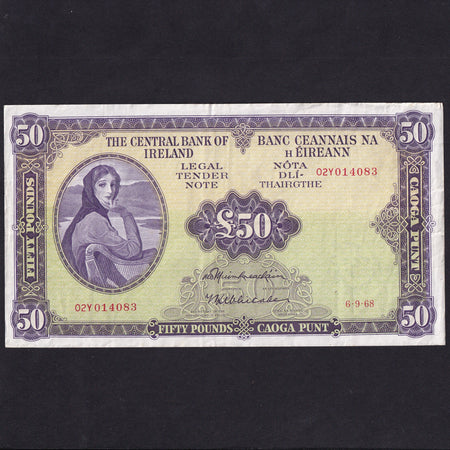 50
50
THE CENTRAL BANK OF
IRELAND
BANC CEANNAIS NA
H ÉIREANN
LEGAL
TENDER
NOTE
NÓTA
DLÍ-
THAIRGTHE
02Y014083
FIFTY POUNDS
£50
CAOGA PUNT
02Y014083
6·9·68
50
FIFTY POUNDS
CAOGA PUNT
50